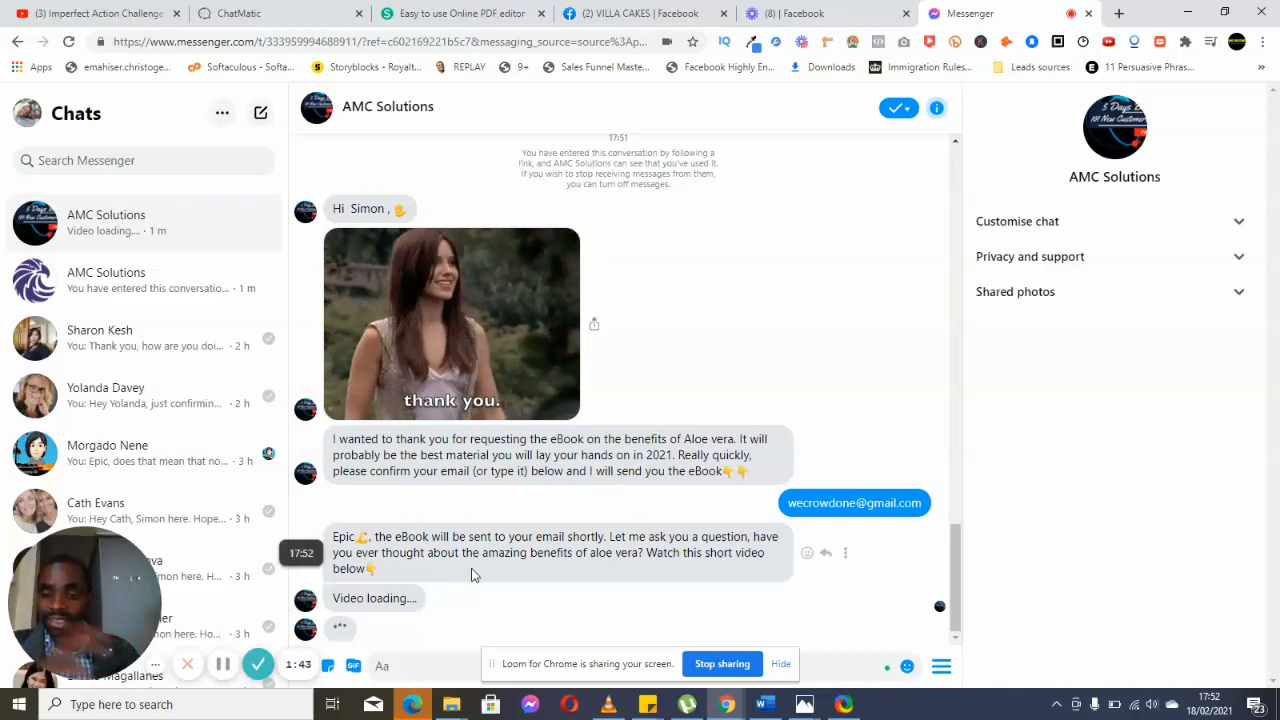 Imperfect Action
Chatbots
Easy to use Online PDF editor
(2) VILLA CAKES | Facebook
(8) | Facebook
Messenger
Apps
ememser.christoge...
Softaculous - Softa...
Storyblocks - Royalt...
REPLAY
9+
Sales Funnel Maste...
Facebook Highly En...
Downloads
Immigration Rules...
Leads sources
11 Persuasive Phras...
Chats
Search Messenger
AMC Solutions
Video loading... · 1 m
AMC Solutions
You have entered this conversatio... · 1 m
Sharon Kesh
You: Thank you, how are you doi... · 2 h
Yolanda Davey
You: Hey Yolanda, just confirmin... · 2 h
Morgado Nene
You: Epic, does that mean that no... · 3 h
Cath Evans
You: Hey Cath, Simon here. Hope... · 3 h
1:43
AMC Solutions
17:51
You have entered this conversation by following a
link, and AMC Solutions can see that you've used it.
If you wish to stop receiving messages from them,
you can turn off messages.
Hi Simon ,
thank you.
I wanted to thank you for requesting the eBook on the benefits of Aloe vera. It will
probably be the best material you will lay your hands on in 2021. Really quickly,
please confirm your email (or type it) below and I will send you the eBook
wecrowdone@gmail.com
17:52
Epic, the eBook will be sent to your email shortly. Let me ask you a question, have
you ever thought about the amazing benefits of aloe vera? Watch this short video
below
Video loading....
***
GIF
Aa
Loom for Chrome is sharing your screen.
Stop sharing
Hide
AMC Solutions
Customise chat
Privacy and support
Shared photos
Type here to search
17:52
18/02/2021
23